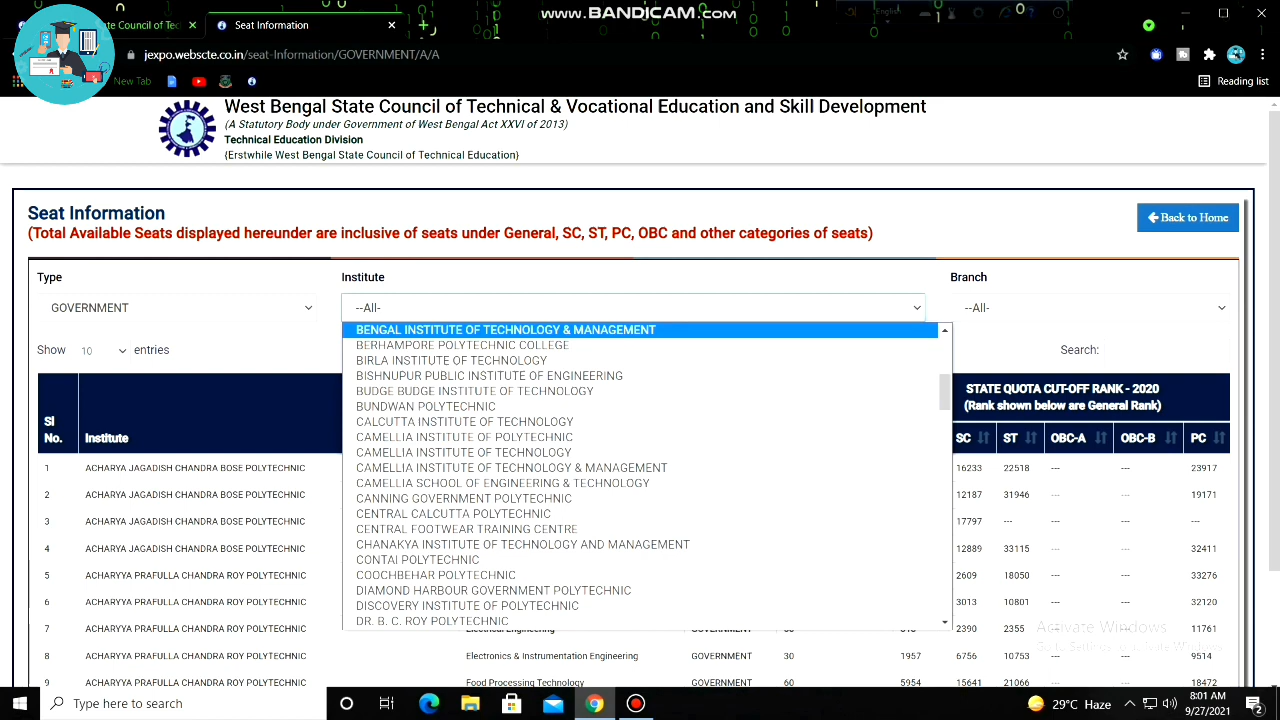 www.BANDICAM.com
English
te Council of Tec
Seat Information
jexpo.webscte.co.in/seat-Information/GOVERNMENT/A/A
New Tab
Reading list
West Bengal State Council of Technical & Vocational Education and Skill Development
(A Statutory Body under Government of West Bengal Act XXVI of 2013)
Technical Education Division
{Erstwhile West Bengal State Council of Technical Education}
Seat Information
Back to Home
(Total Available Seats displayed hereunder are inclusive of seats under General, SC, ST, PC, OBC and other categories of seats)
Type Institute Branch
GOVERNMENT --All- --All-
BENGAL INSTITUTE OF TECHNOLOGY & MANAGEMENT
BERHAMPORE POLYTECHNIC COLLEGE
BIRLA INSTITUTE OF TECHNOLOGY
BISHNUPUR PUBLIC INSTITUTE OF ENGINEERING
BUDGE BUDGE INSTITUTE OF TECHNOLOGY
BUNDWAN POLYTECHNIC
CALCUTTA INSTITUTE OF TECHNOLOGY
CAMELLIA INSTITUTE OF POLYTECHNIC
CAMELLIA INSTITUTE OF TECHNOLOGY
CAMELLIA INSTITUTE OF TECHNOLOGY & MANAGEMENT
CAMELLIA SCHOOL OF ENGINEERING & TECHNOLOGY
CANNING GOVERNMENT POLYTECHNIC
CENTRAL CALCUTTA POLYTECHNIC
CENTRAL FOOTWEAR TRAINING CENTRE
CHANAKYA INSTITUTE OF TECHNOLOGY AND MANAGEMENT
CONTAI POLYTECHNIC
COOCHBEHAR POLYTECHNIC
DIAMOND HARBOUR GOVERNMENT POLYTECHNIC
DISCOVERY INSTITUTE OF POLYTECHNIC
DR. B. C. ROY POLYTECHNIC
Show 10 entries Search:
STATE QUOTA CUT-OFF RANK - 2020
(Rank shown below are General Rank)
Sl No. Institute SC ST OBC-A OBC-B PC
1 ACHARYA JAGADISH CHANDRA BOSE POLYTECHNIC 16233 22518 --- --- 23917
2 ACHARYA JAGADISH CHANDRA BOSE POLYTECHNIC 12187 31946 --- --- 19171
3 ACHARYA JAGADISH CHANDRA BOSE POLYTECHNIC 17797 --- --- --- ---
4 ACHARYA JAGADISH CHANDRA BOSE POLYTECHNIC 12889 33115 --- --- 32411
5 ACHARYYA PRAFULLA CHANDRA ROY POLYTECHNIC 2609 18050 --- --- 33276
6 ACHARYYA PRAFULLA CHANDRA ROY POLYTECHNIC 3013 10801 --- --- 32120
7 ACHARYYA PRAFULLA CHANDRA ROY POLYTECHNIC Electrical Engineering GOVERNMENT 2390 2355 --- --- 11761
8 ACHARYYA PRAFULLA CHANDRA ROY POLYTECHNIC Electronics & Instrumentation Engineering GOVERNMENT 30 1957 6756 10753 --- --- 9514
9 ACHARYYA PRAFULLA CHANDRA ROY POLYTECHNIC Food Processing Technology GOVERNMENT 60 5954 15641 21066 --- --- 18472
Activate Windows
Go to Settings to activate Windows.
Type here to search
29°C Haze
8:01 AM
9/27/2021
2